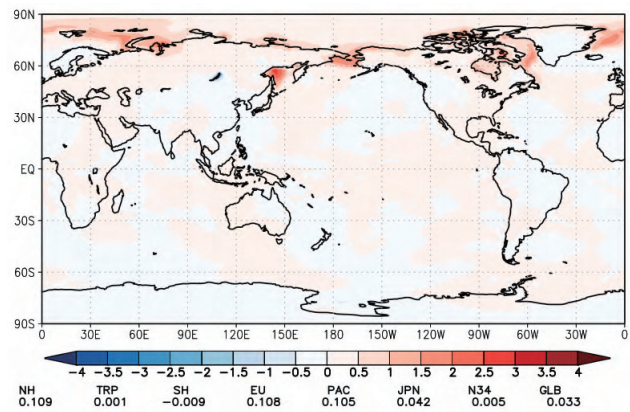 90N
60N
30N
EQ
30S
60S
90S
0 30E 60E 90E 120E 150E 180 150W 120W 90W 60W 30W 0
-4 -3.5 -3 -2.5 -2 -1.5 -1 -0.5 0 0.5 1 1.5 2 2.5 3 3.5 4
NH TRP SH EU PAC JPN N34 GLB
0.109 0.001 -0.009 0.108 0.105 0.042 0.005 0.033